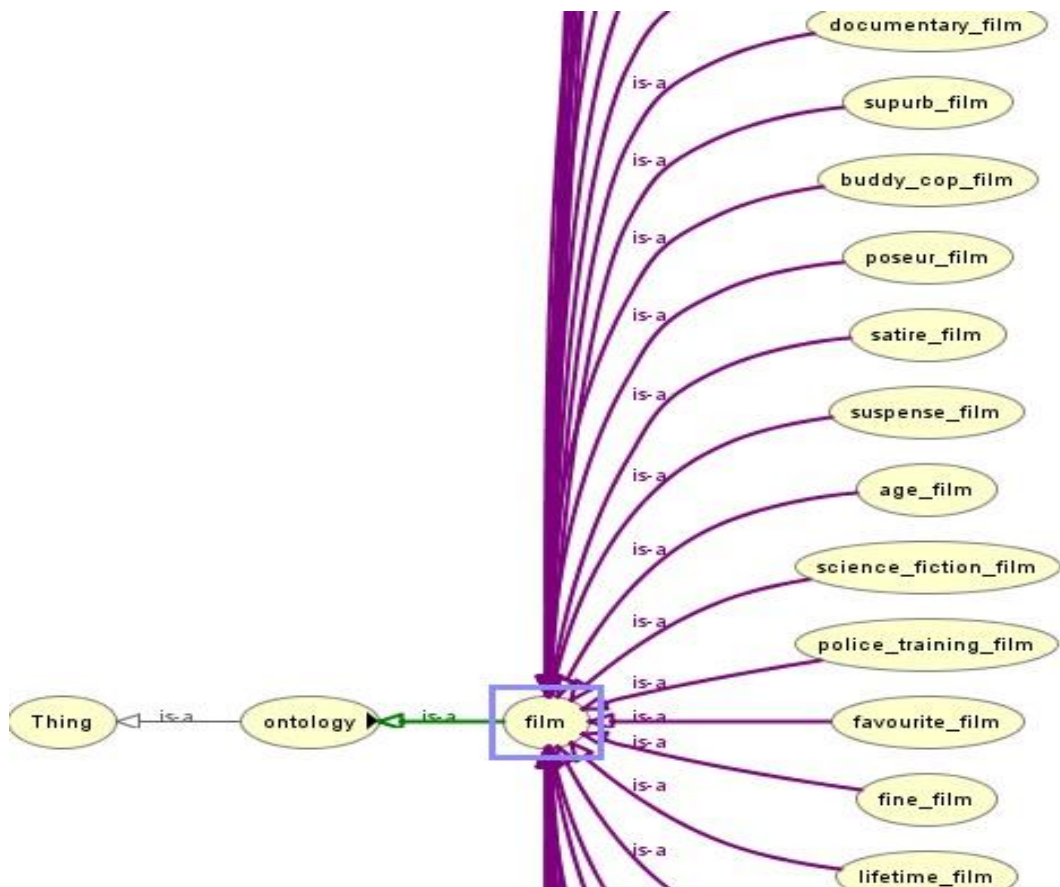 documentary_film
is-a
supurb_film
is-a
buddy_cop_film
is-a
poseur_film
is-a
satire_film
is-a
suspense_film
is-a
age_film
is-a
science_fiction_film
is-a
police_training_film
is-a
Thing
is-a
ontology
is-a
film
is-a
favourite_film
is-a
fine_film
is-a
lifetime_film
is-a